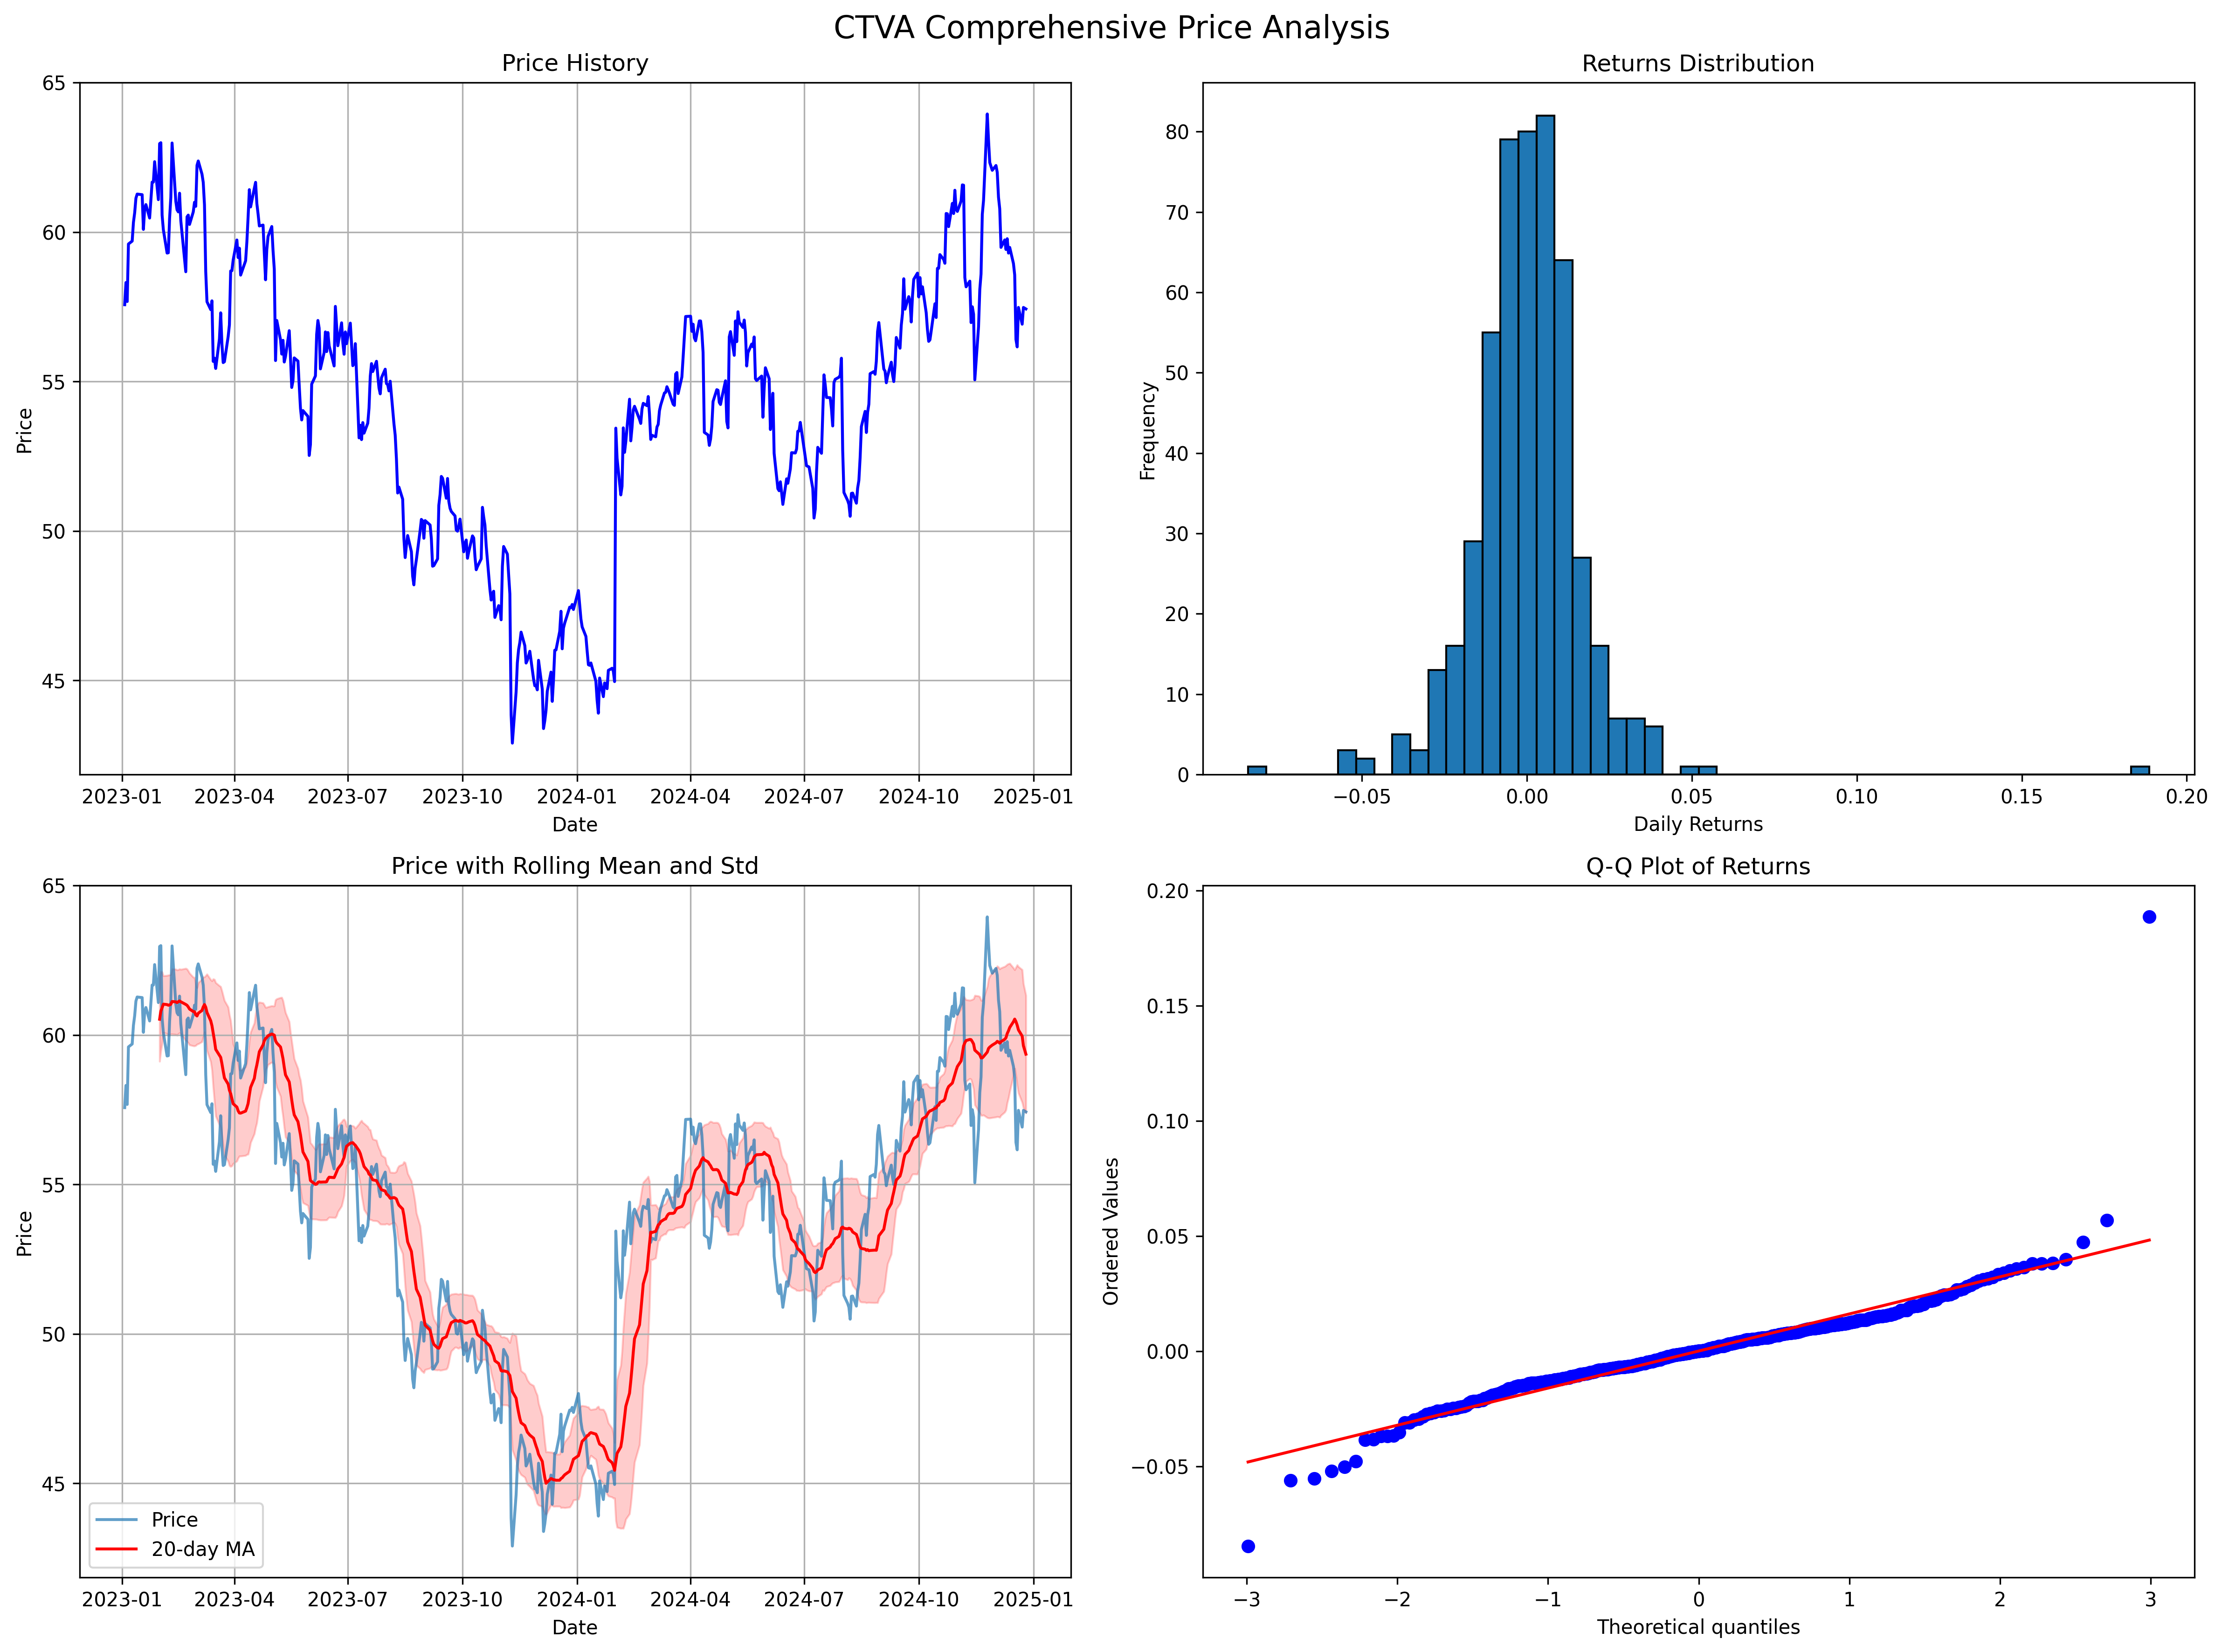 CTVA Comprehensive Price Analysis
Price History
65
60
55
50
45
Price
2023-01 2023-04 2023-07 2023-10 2024-01 2024-04 2024-07 2024-10 2025-01
Date
Returns Distribution
80
70
60
50
40
30
20
10
0
Frequency
−0.05 0.00 0.05 0.10 0.15 0.20
Daily Returns
Price with Rolling Mean and Std
65
60
55
50
45
Price
Price
20-day MA
2023-01 2023-04 2023-07 2023-10 2024-01 2024-04 2024-07 2024-10 2025-01
Date
Q-Q Plot of Returns
0.20
0.15
0.10
0.05
0.00
−0.05
Ordered Values
−3 −2 −1 0 1 2 3
Theoretical quantiles